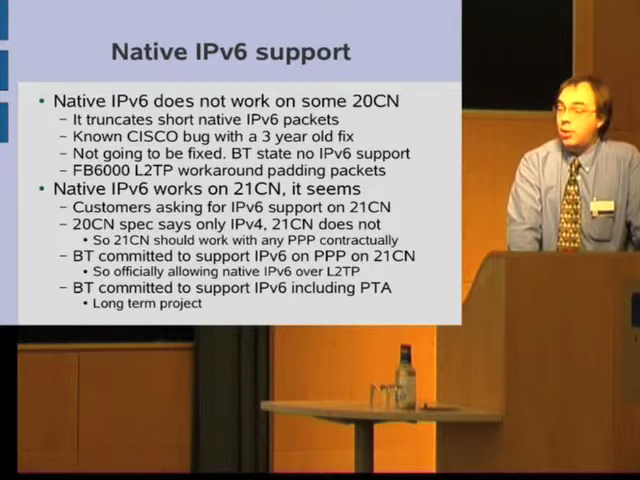 Native IPv6 support
• Native IPv6 does not work on some 20CN
– It truncates short native IPv6 packets
– Known CISCO bug with a 3 year old fix
– Not going to be fixed. BT state no IPv6 support
– FB6000 L2TP workaround padding packets
• Native IPv6 works on 21CN, it seems
– Customers asking for IPv6 support on 21CN
– 20CN spec says only IPv4, 21CN does not
• So 21CN should work with any PPP contractually
– BT committed to support IPv6 on PPP on 21CN
• So officially allowing native IPv6 over L2TP
– BT committed to support IPv6 including PTA
• Long term project